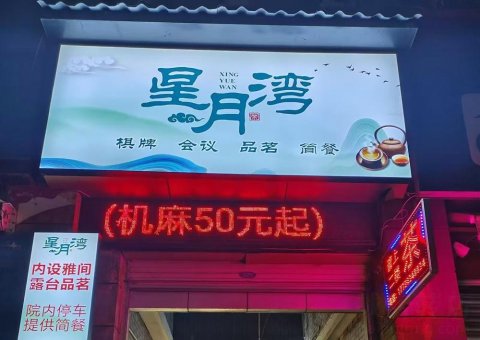 星月湾
XING
YUE
WAN
棋牌 会议 品茗 简餐
(机麻50元起)
星月湾
内设雅间
露台品茗
院内停车
提供简餐
茶乐